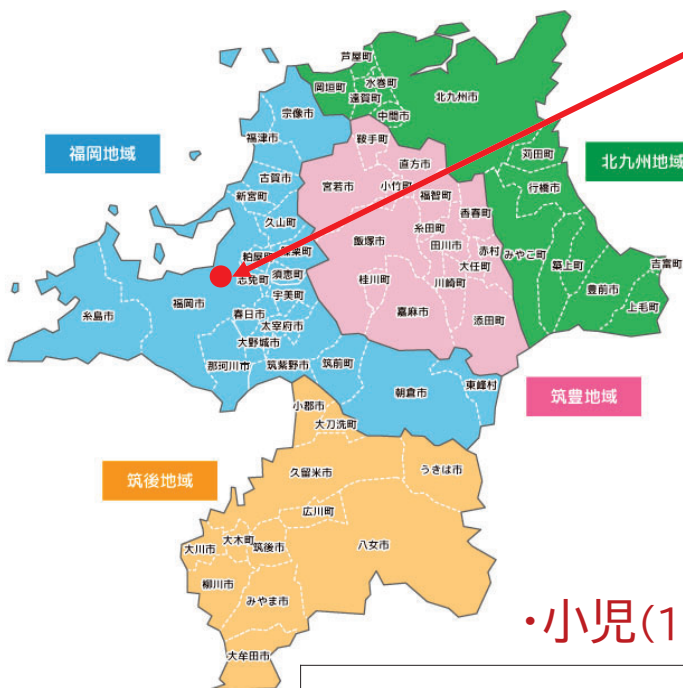 芦屋町
水巻町
岡垣町
遠賀町
北九州市
中間市
宗像市
鞍手町
福津市
苅田町
福岡地域
直方市
北九州地域
古賀市
宮若市
小竹町
行橋市
新宮町
福智町
香春町
久山町
糸田町
飯塚市
田川市
赤村
みやこ町
粕屋町
篠栗町
吉富町
大任町
築上町
志免町
須恵町
桂川町
川崎町
豊前市
宇美町
福岡市
上毛町
糸島市
春日市
嘉麻市
添田町
太宰府市
大野城市
那珂川市
筑紫野市
筑前町
東峰村
朝倉市
筑豊地域
小郡市
大刀洗町
筑後地域
久留米市
うきは市
広川町
大木町
大川市
筑後市
八女市
柳川市
みやま市
・小児(1
大牟田市